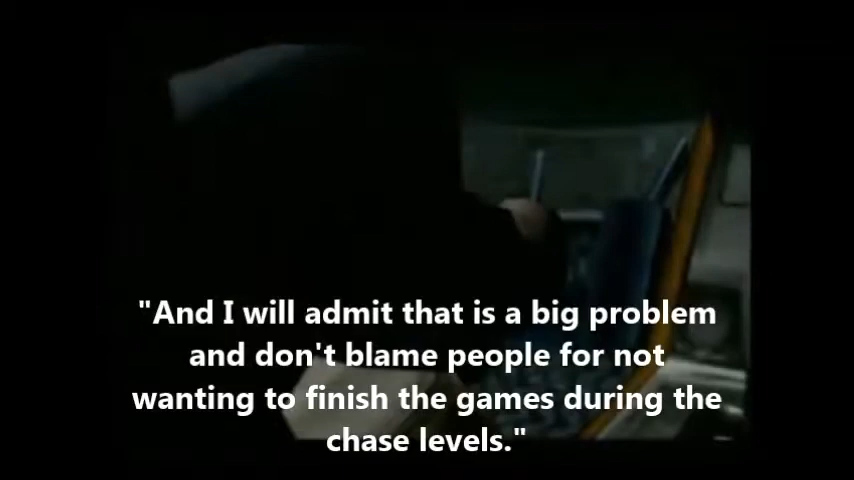 "And I will admit that is a big problem
and don't blame people for not
wanting to finish the games during the
chase levels."